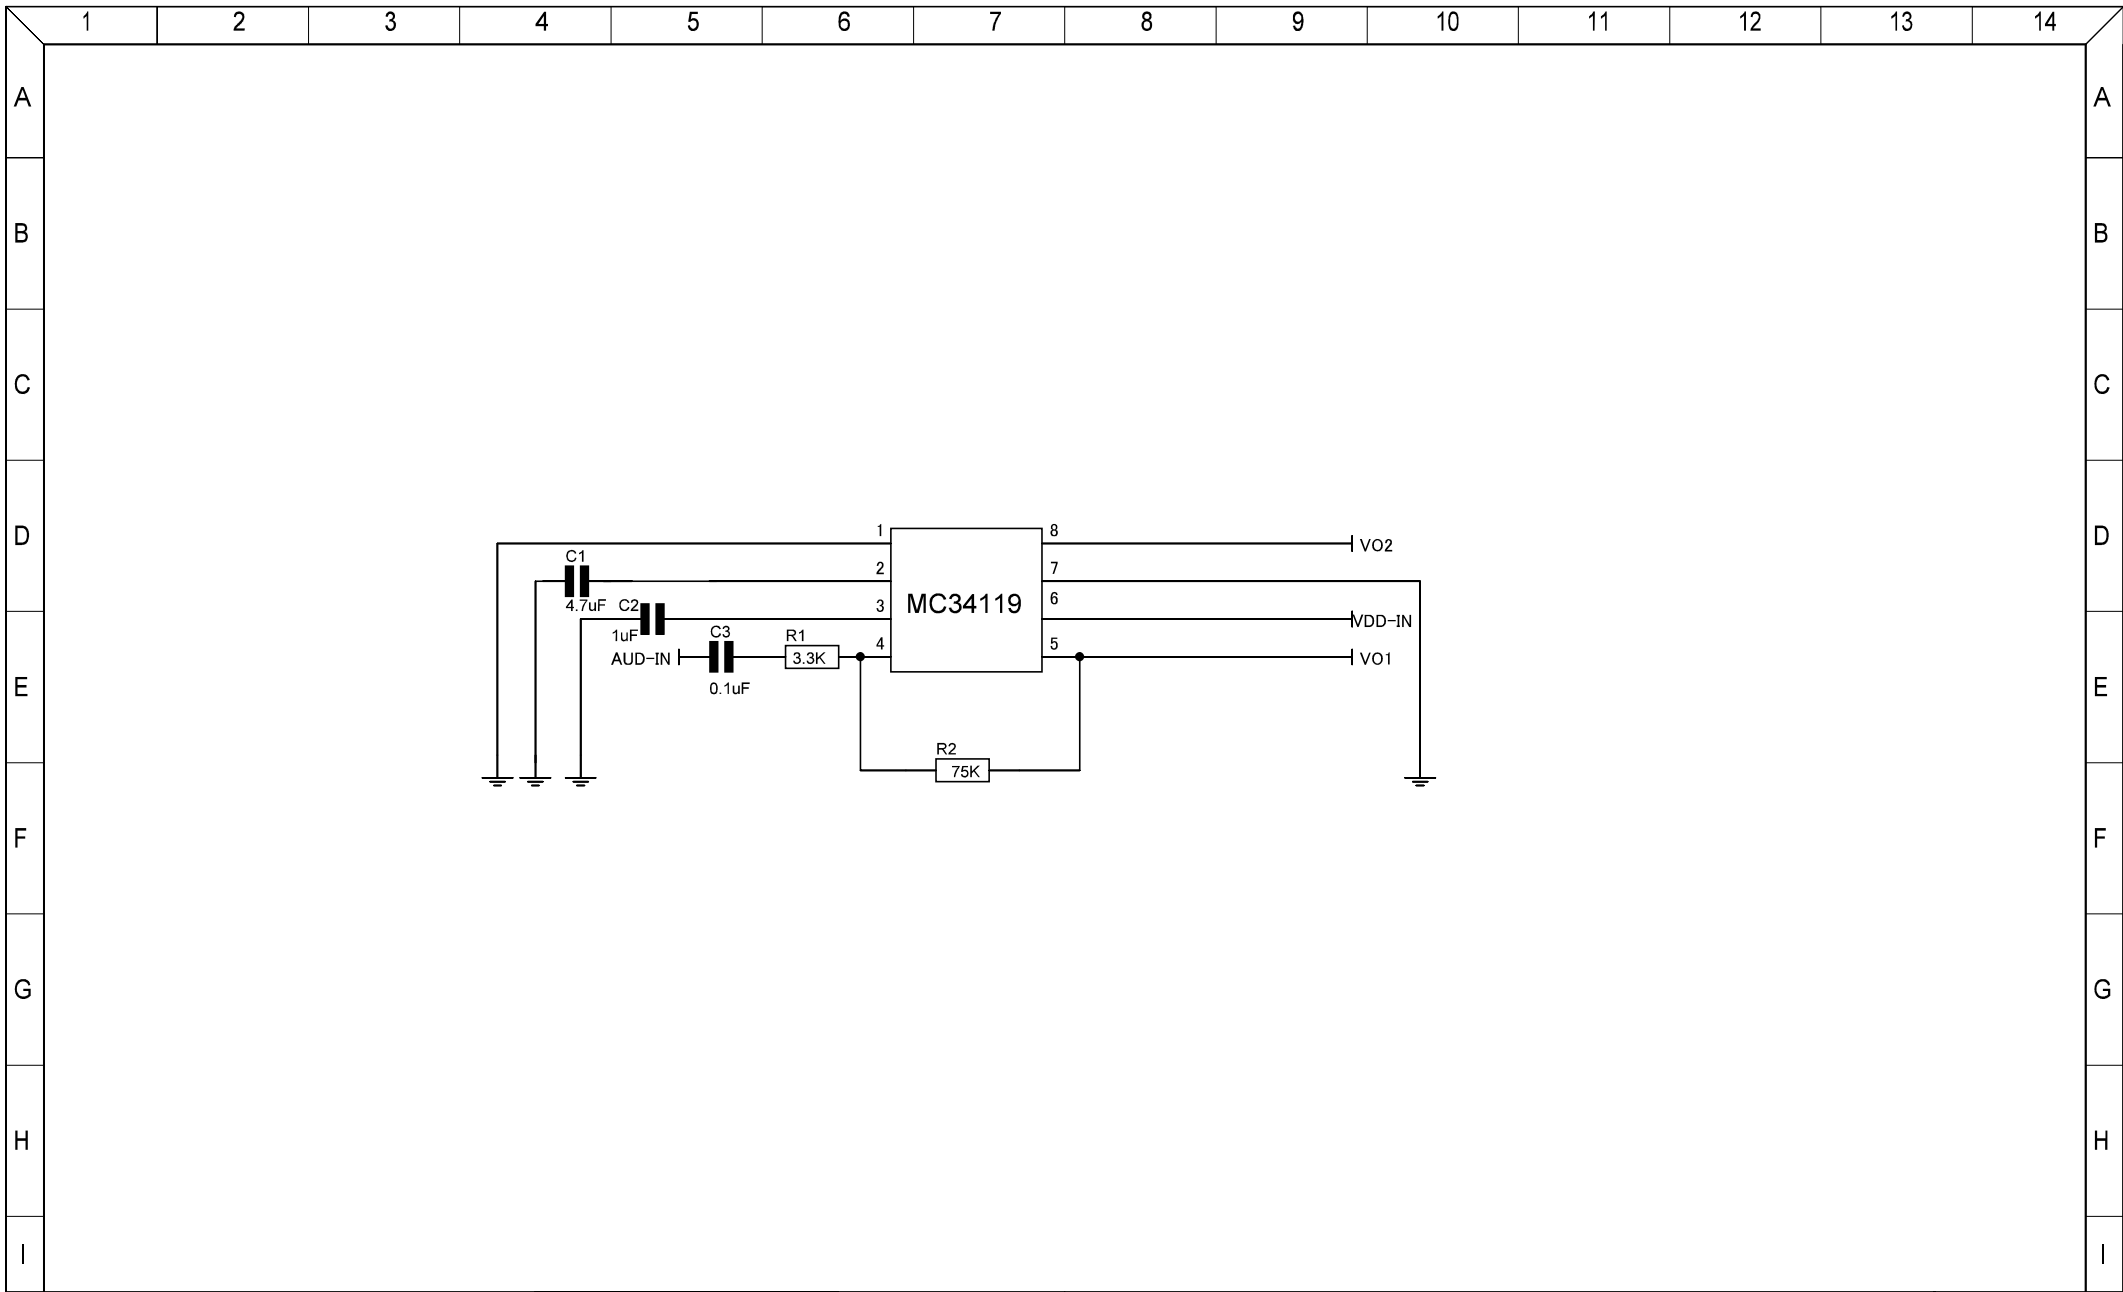 1 2 3 4 5 6 7 8 9 10 11 12 13 14
A A
B B
C C
D D
1 8
VO2
C1
2 7
4.7uF C2 3 MC34119 6
VDD-IN
1uF C3 R1 4 5
AUD-IN 3.3K VO1
0.1uF
E E
R2
75K
F F
G G
H H
I I